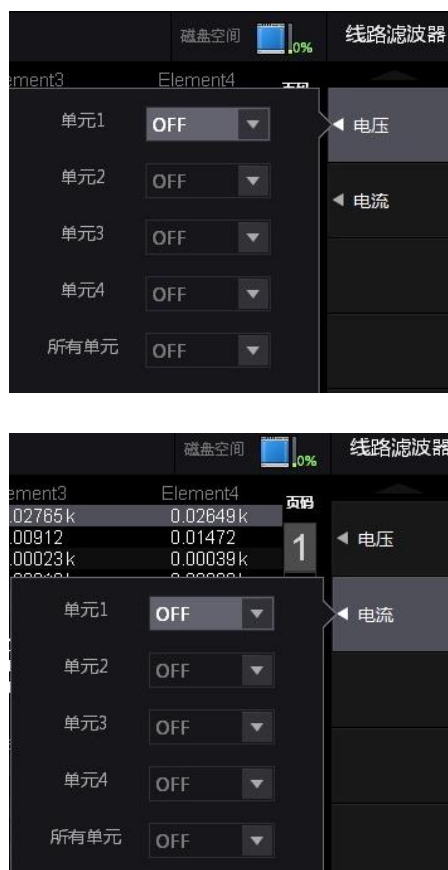 磁盘空间 0% 线路滤波器
ement3 Element4
单元1 OFF
电压
单元2 OFF
电流
单元3 OFF
单元4 OFF
所有单元 OFF
磁盘空间 0% 线路滤波器
ement3 Element4 页码
.02765k 0.02649k
.00912 0.01472 1 电压
.00023k 0.00039k
单元1 OFF
电流
单元2 OFF
单元3 OFF
单元4 OFF
所有单元 OFF